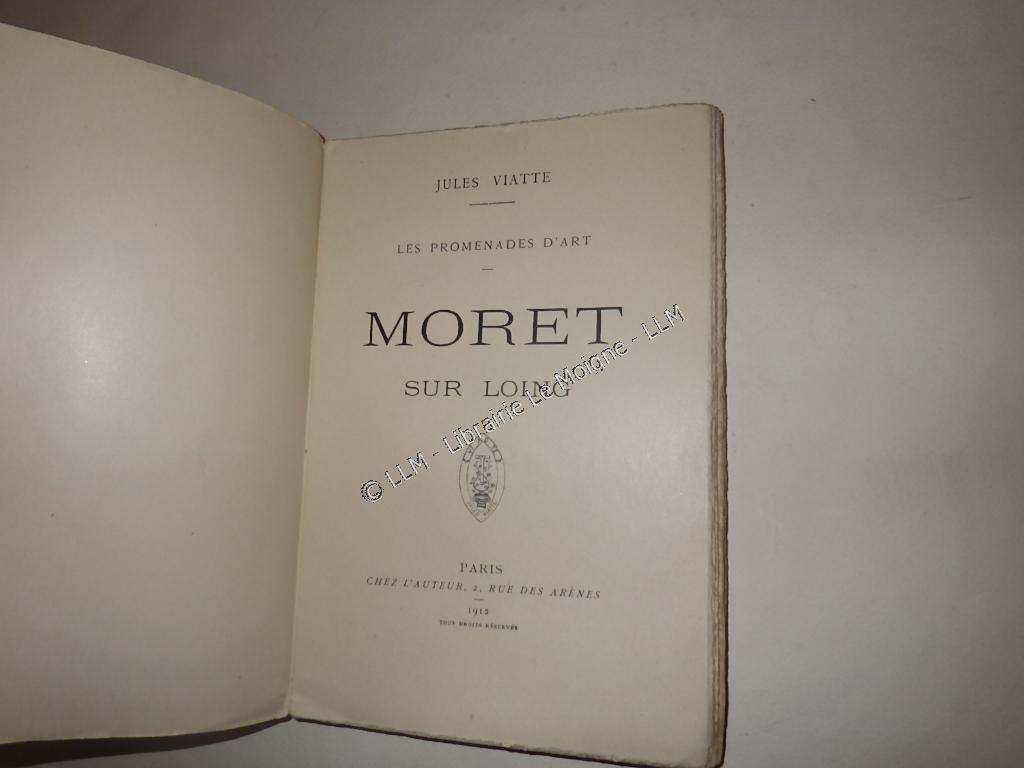 JULES VIATTE
LES PROMENADES D'ART
MORET
SUR LOING
© LLM - Librairie Le Moigne - LLM
PARIS
CHEZ L'AUTEUR, 2, RUE DES ARÈNES
1912
TOUS DROITS RÉSERVÉS